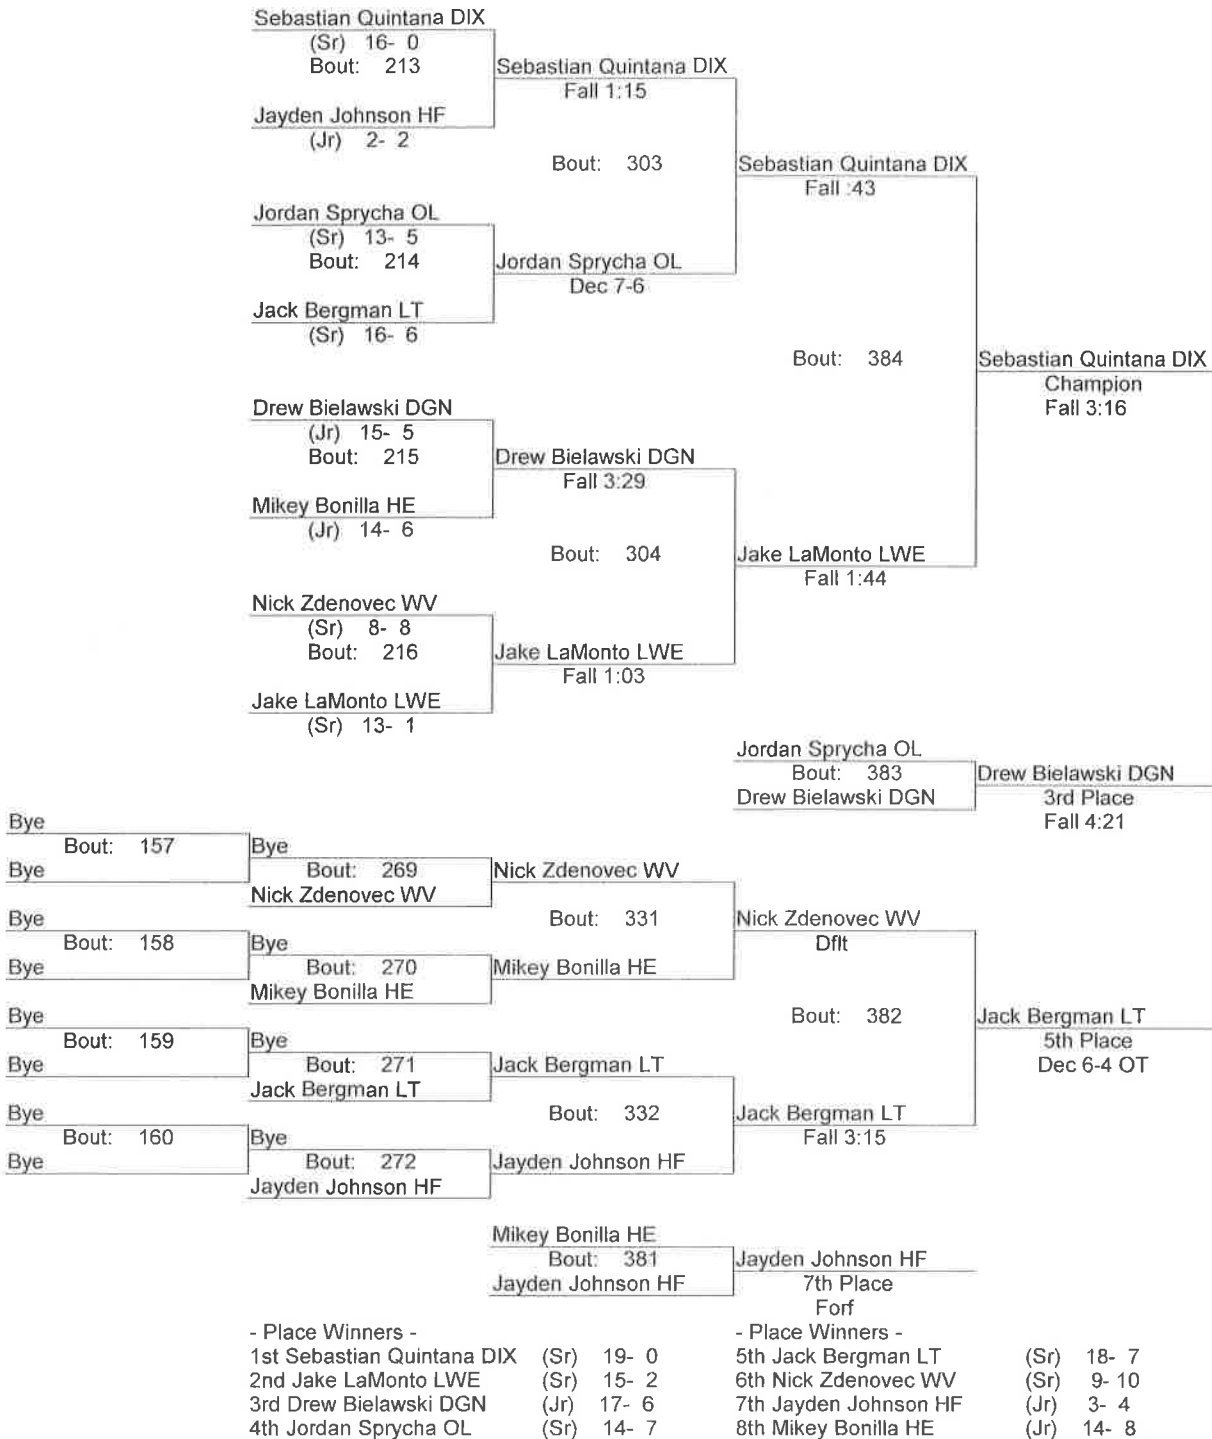 Sebastian Quintana DIX
(Sr) 16- 0
Bout: 213
Sebastian Quintana DIX
Fall 1:15
Jayden Johnson HF
(Jr) 2- 2
Bout: 303
Sebastian Quintana DIX
Fall :43
Jordan Sprycha OL
(Sr) 13- 5
Bout: 214
Jordan Sprycha OL
Dec 7-6
Jack Bergman LT
(Sr) 16- 6
Bout: 384
Sebastian Quintana DIX
Champion
Fall 3:16
Drew Bielawski DGN
(Jr) 15- 5
Bout: 215
Drew Bielawski DGN
Fall 3:29
Mikey Bonilla HE
(Jr) 14- 6
Bout: 304
Jake LaMonto LWE
Fall 1:44
Nick Zdenovec WV
(Sr) 8- 8
Bout: 216
Jake LaMonto LWE
Fall 1:03
Jake LaMonto LWE
(Sr) 13- 1
Jordan Sprycha OL
Bout: 383
Drew Bielawski DGN
Drew Bielawski DGN
3rd Place
Fall 4:21
Bye
Bout: 157
Bye
Bye
Bout: 269
Nick Zdenovec WV
Nick Zdenovec WV
Bye
Bout: 158
Bye
Bye
Bout: 270
Mikey Bonilla HE
Bout: 331
Mikey Bonilla HE
Nick Zdenovec WV
Dflt
Bye
Bout: 159
Bye
Bye
Bout: 271
Jack Bergman LT
Jack Bergman LT
Bout: 382
Jack Bergman LT
5th Place
Dec 6-4 OT
Bye
Bout: 160
Bye
Bye
Bout: 272
Jayden Johnson HF
Bout: 332
Jayden Johnson HF
Jack Bergman LT
Fall 3:15
Mikey Bonilla HE
Bout: 381
Jayden Johnson HF
Jayden Johnson HF
7th Place
Forf
- Place Winners - - Place Winners -
1st Sebastian Quintana DIX (Sr) 19- 0 5th Jack Bergman LT (Sr) 18- 7
2nd Jake LaMonto LWE (Sr) 15- 2 6th Nick Zdenovec WV (Sr) 9- 10
3rd Drew Bielawski DGN (Jr) 17- 6 7th Jayden Johnson HF (Jr) 3- 4
4th Jordan Sprycha OL (Sr) 14- 7 8th Mikey Bonilla HE (Jr) 14- 8